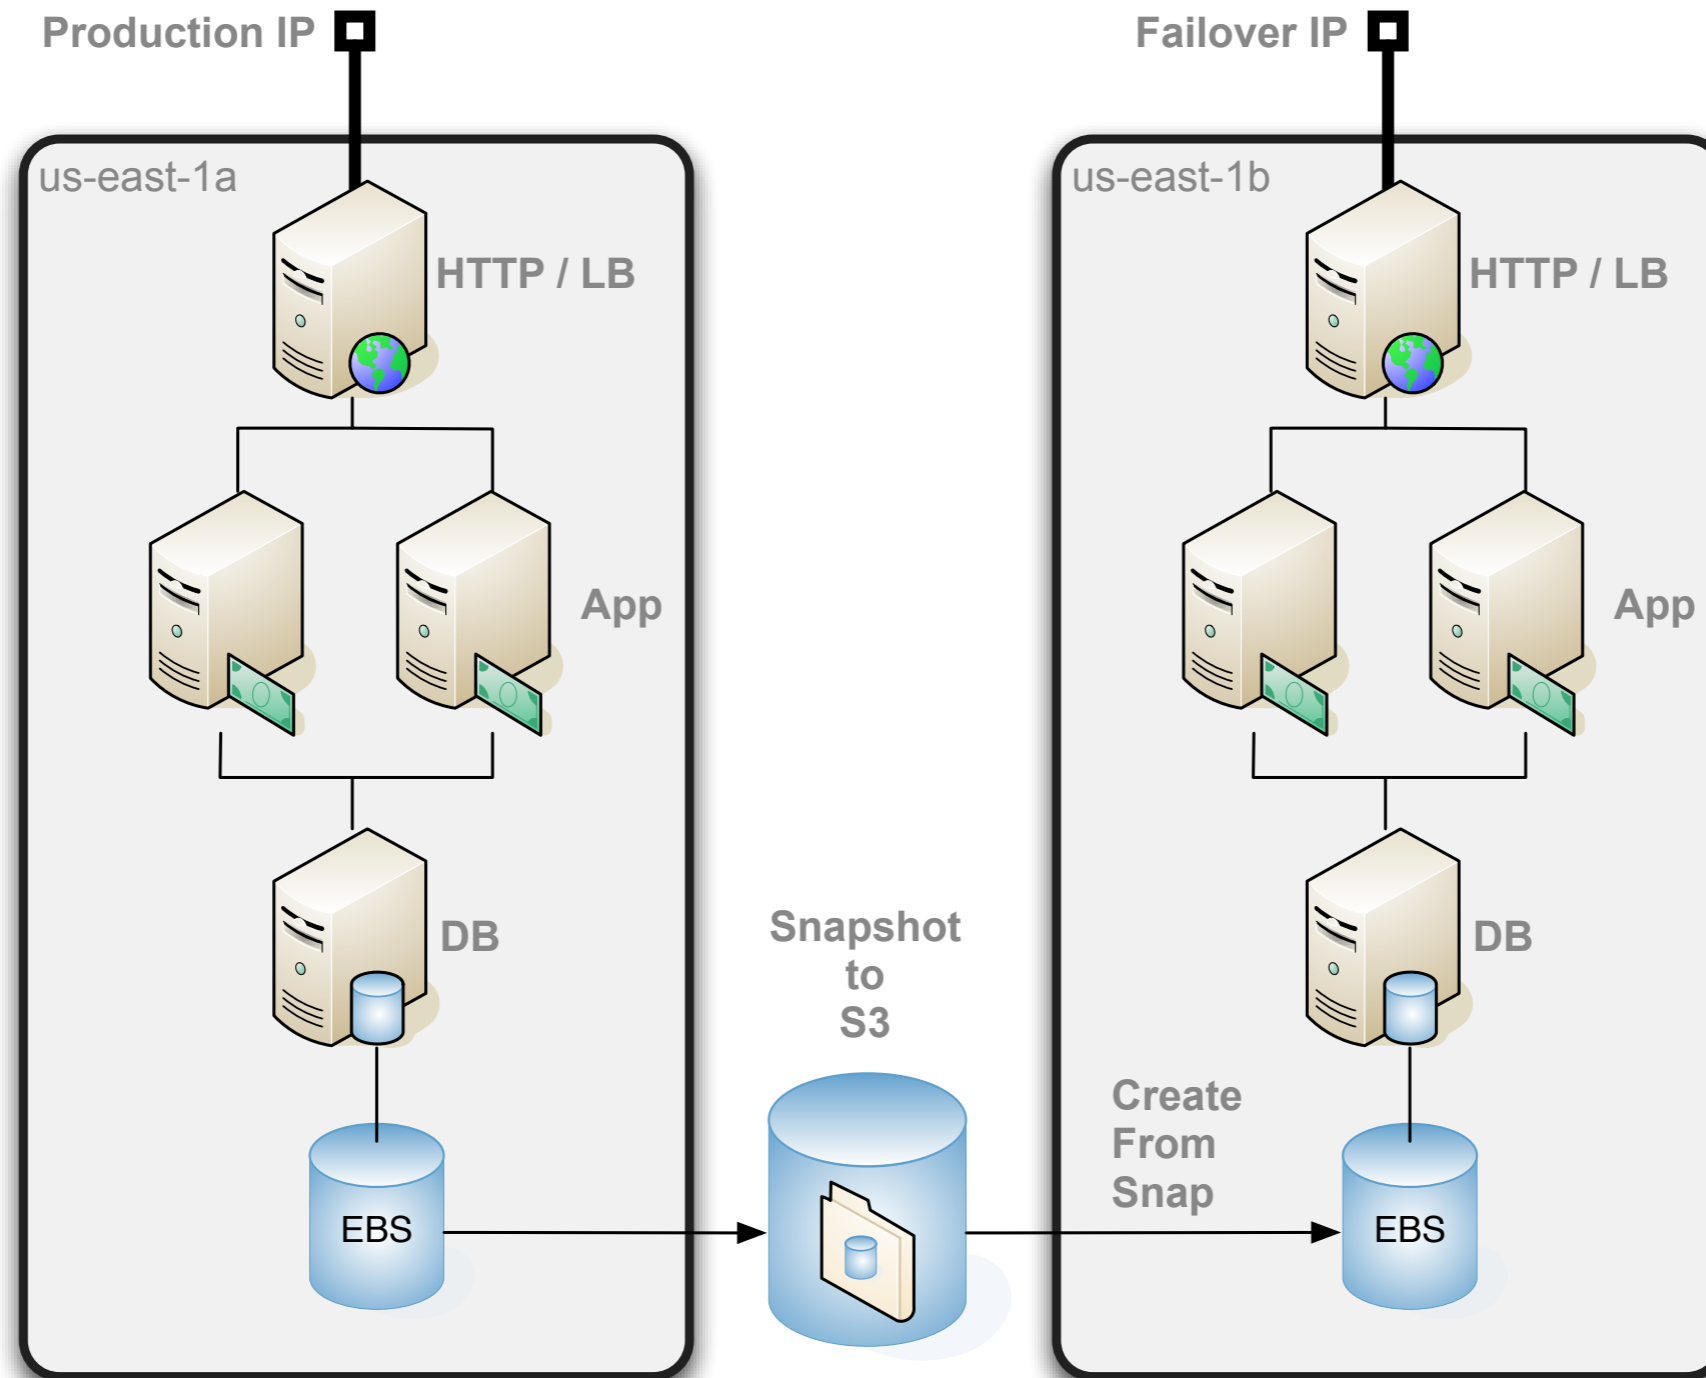 Production IP
Failover IP
us-east-1a
HTTP / LB
App
DB
EBS
Snapshot
to
S3
us-east-1b
HTTP / LB
App
DB
Create
From
Snap
EBS